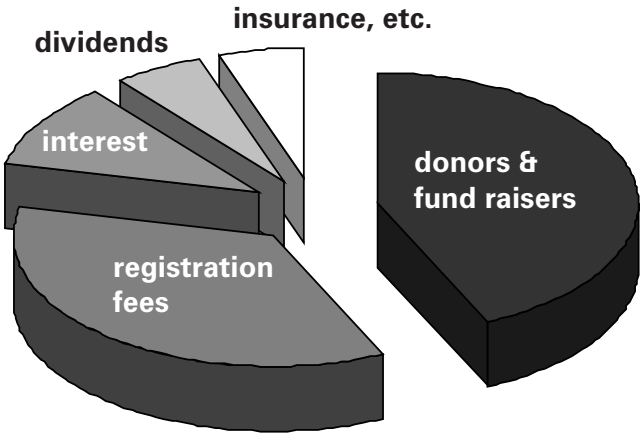 insurance, etc.
dividends
interest
donors &
fund raisers
registration
fees